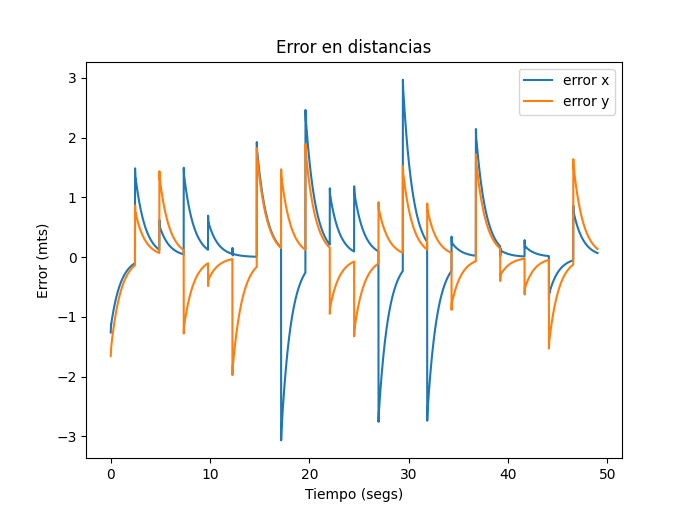 Error en distancias
error x
error y
Error (mts)
3
2
1
0
−1
−2
−3
0 10 20 30 40 50
Tiempo (segs)